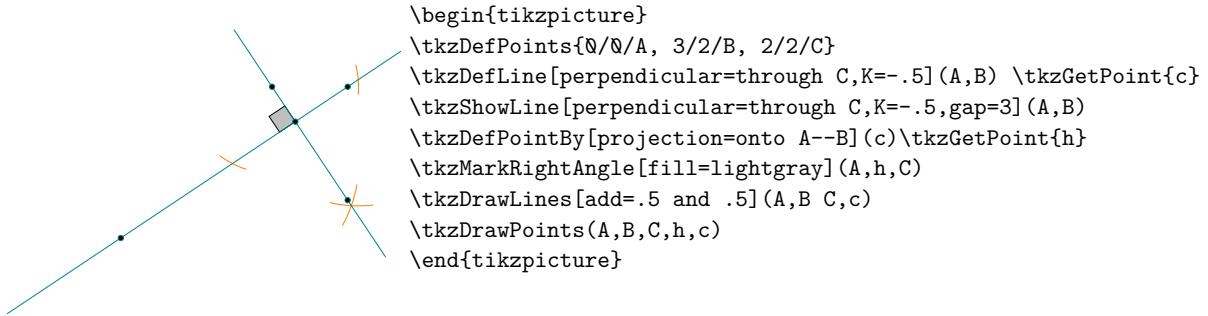 \begin{tikzpicture}
\tkzDefPoints{0/0/A, 3/2/B, 2/2/C}
\tkzDefLine[perpendicular=through C,K=-.5](A,B) \tkzGetPoint{c}
\tkzShowLine[perpendicular=through C,K=-.5,gap=3](A,B)
\tkzDefPointBy[projection=onto A--B](c)\tkzGetPoint{h}
\tkzMarkRightAngle[fill=lightgray](A,h,C)
\tkzDrawLines[add=.5 and .5](A,B C,c)
\tkzDrawPoints(A,B,C,h,c)
\end{tikzpicture}